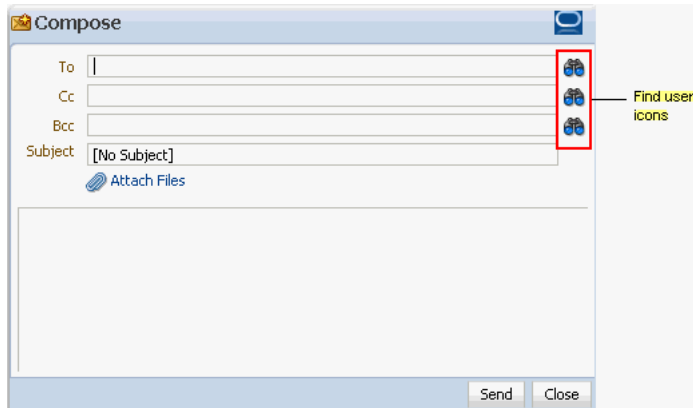 Compose
To
Cc
Bcc
Find user
icons
Subject [No Subject]
Attach Files
Send Close